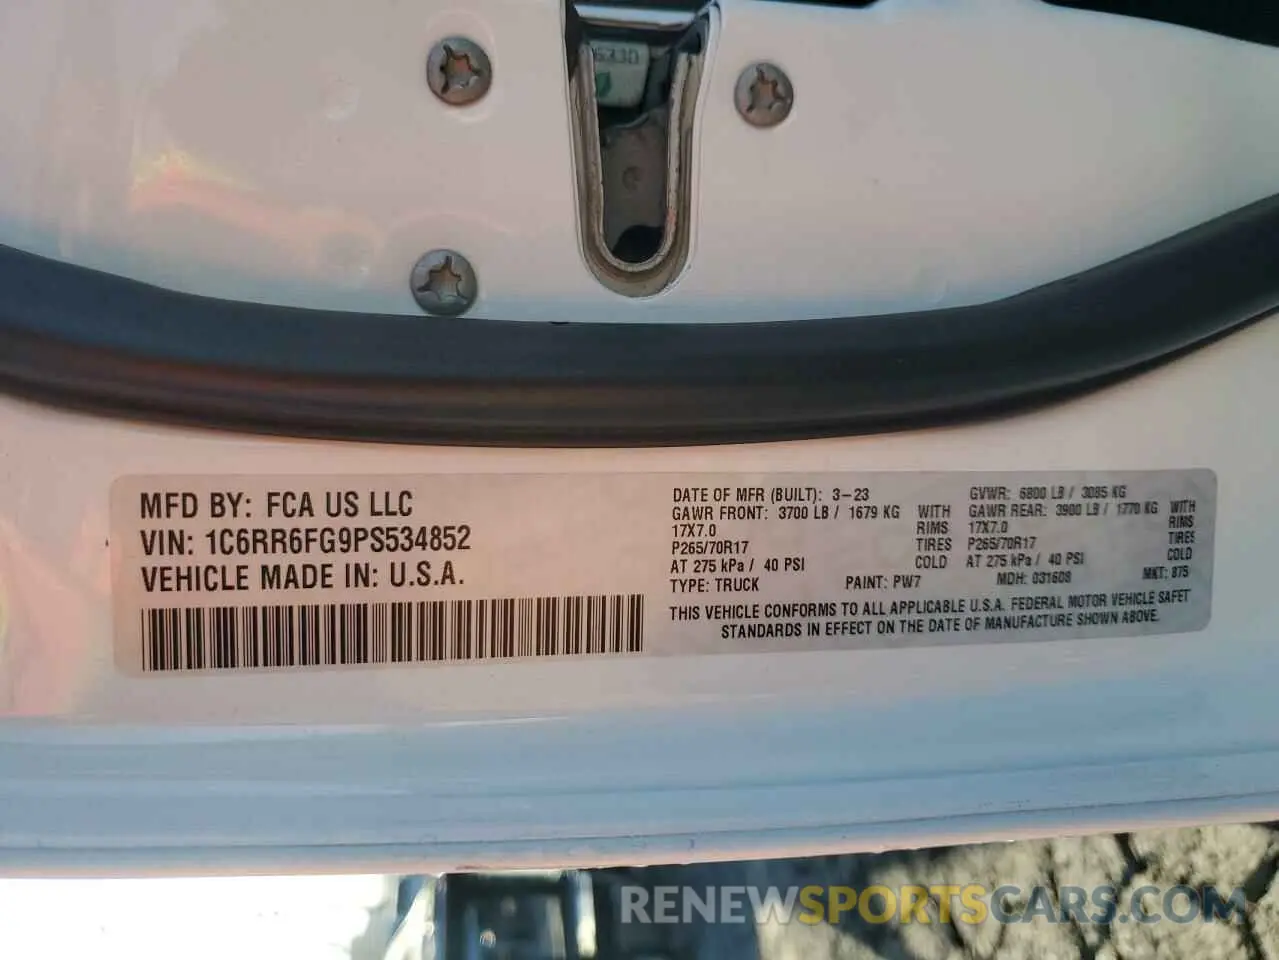 633D
MFD BY: FCA US LLC
VIN: 1C6RR6FG9PS534852
VEHICLE MADE IN: U.S.A.
DATE OF MFR (BUILT): 3-23
GAWR FRONT: 3700 LB / 1679 KG WITH
17X7.0 RIMS
P265/70R17 TIRES
AT 275 kPa / 40 PSI COLD
TYPE: TRUCK PAINT: PW7
GVWR: 6800 LB / 3085 KG
GAWR REAR: 3900 LB / 1770 KG WITH
17X7.0 RIMS
P265/70R17 TIRES
AT 275 kPa / 40 PSI COLD
MDH: 031608 MKT: 875
THIS VEHICLE CONFORMS TO ALL APPLICABLE U.S.A. FEDERAL MOTOR VEHICLE SAFET
STANDARDS IN EFFECT ON THE DATE OF MANUFACTURE SHOWN ABOVE.
RENEWSPORTSCARS.COM